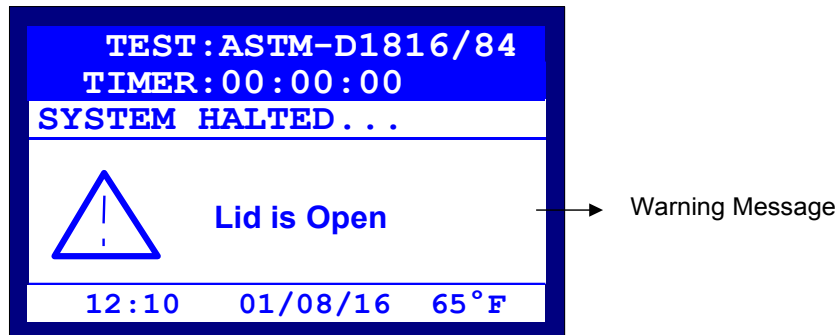 TEST:ASTM-D1816/84
TIMER:00:00:00
SYSTEM HALTED...
Lid is Open
Warning Message
12:10 01/08/16 65°F